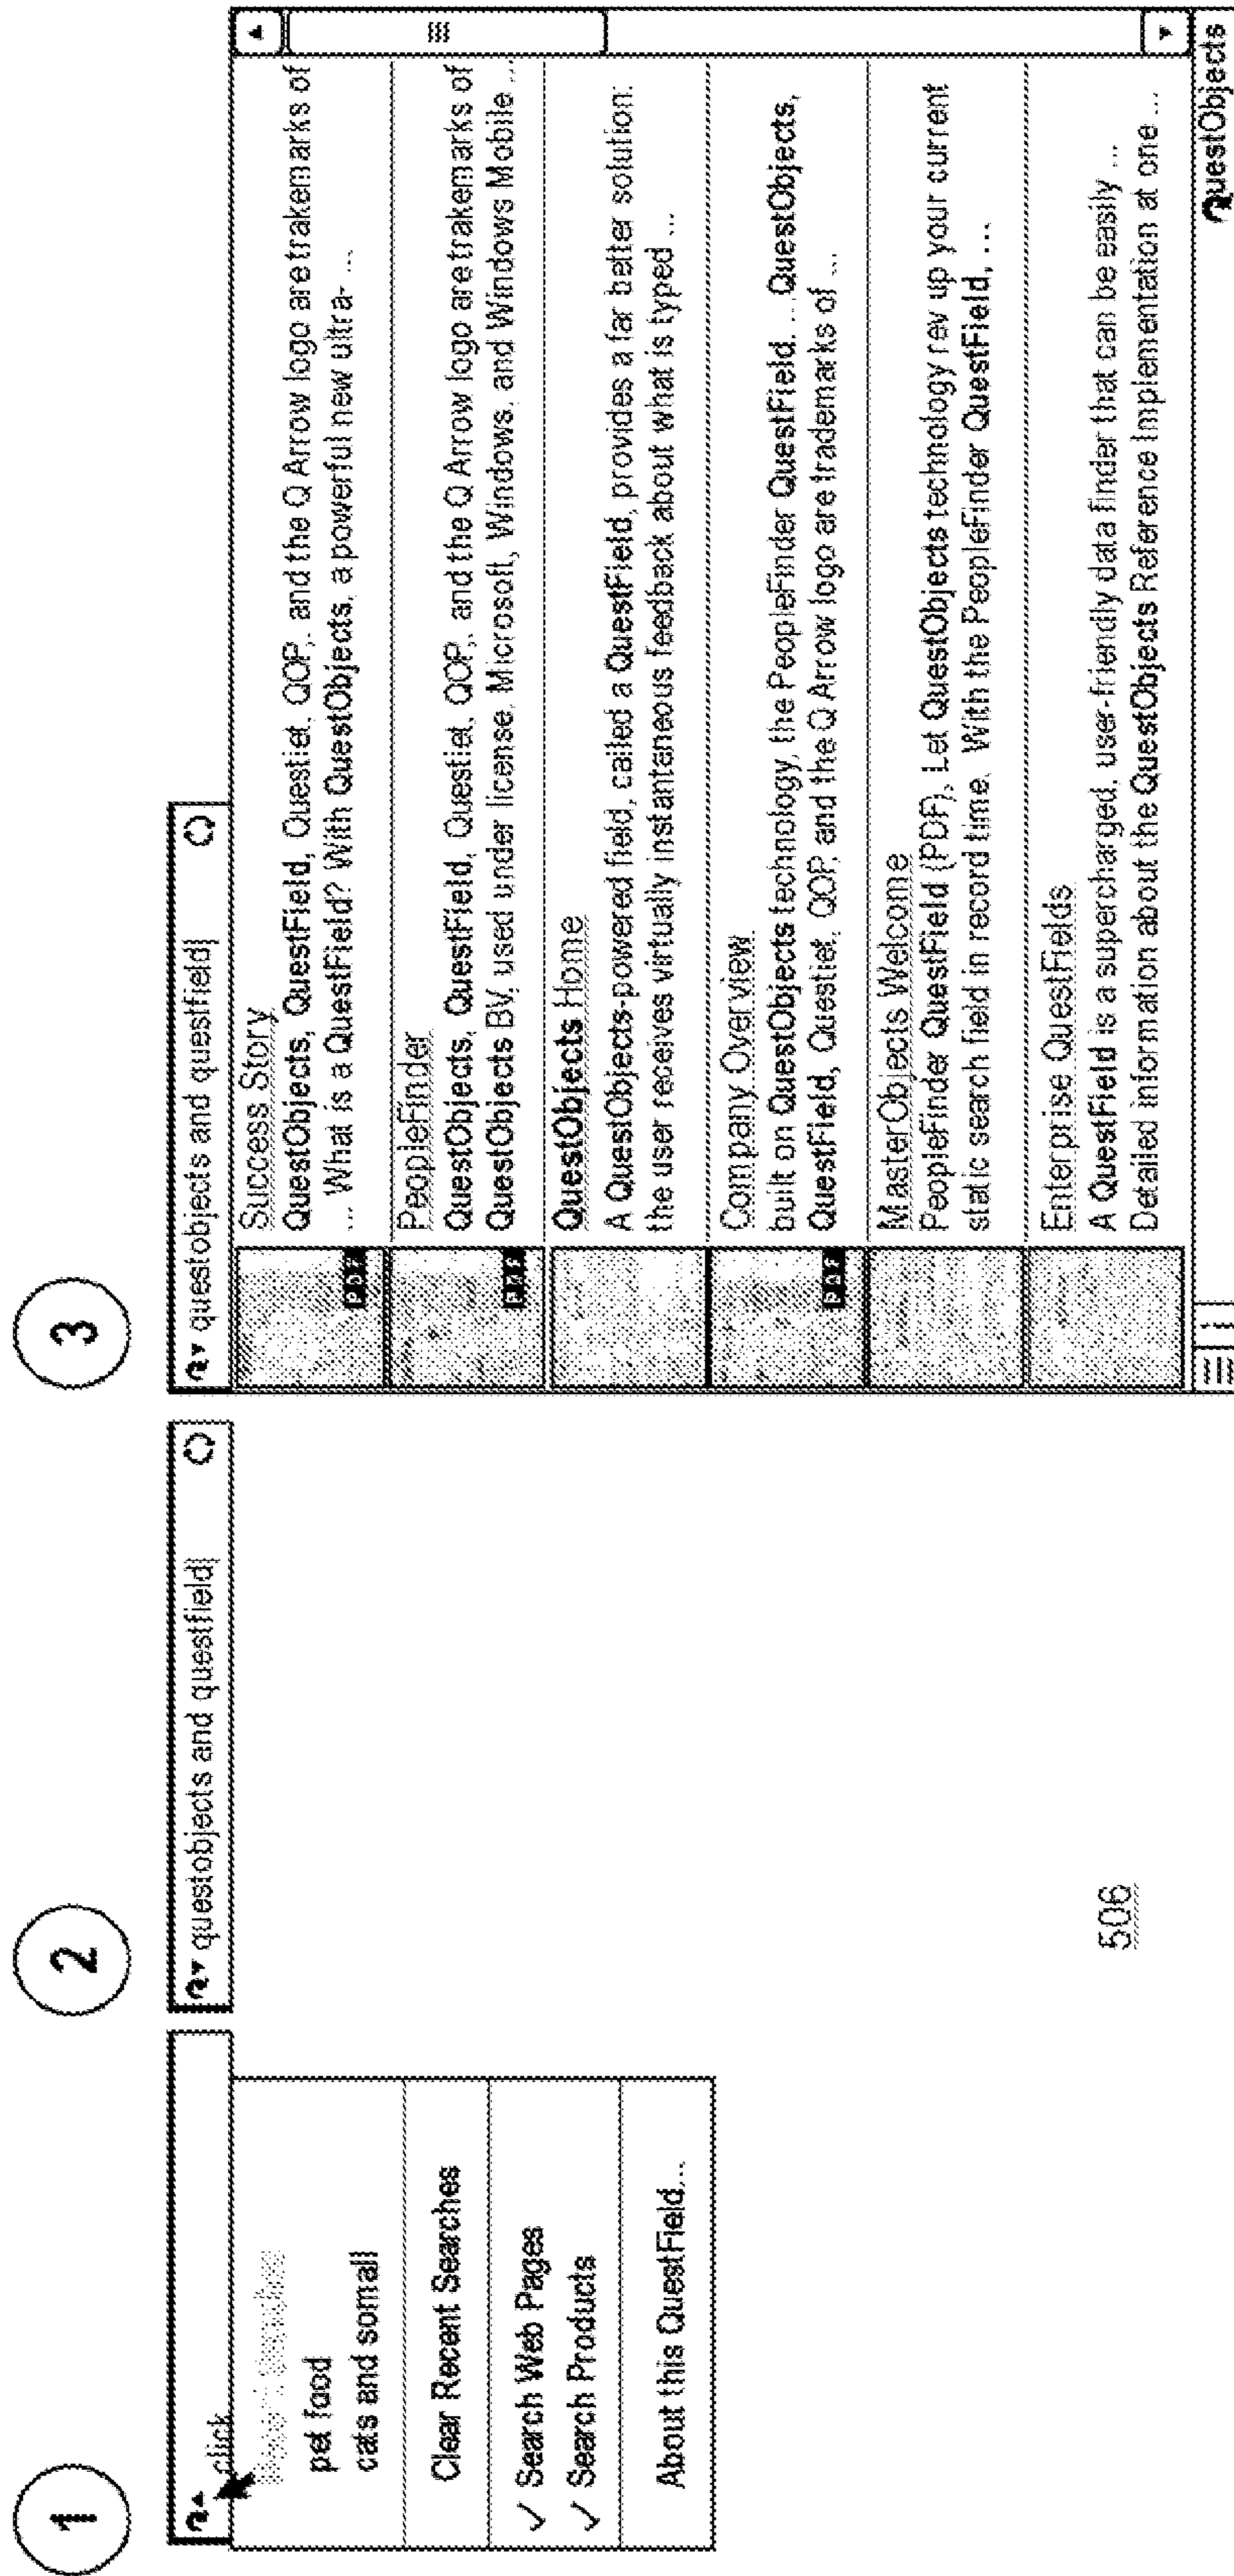 1
click
Recent Searches
pet food
cats and somali
Clear Recent Searches
✓ Search Web Pages
✓ Search Products
About this QuestField...
2
questobjects and questfield
506
3
questobjects and questfield
Success Story
QuestObjects, QuestField, Questlet, QOP, and the Q Arrow logo are trakemarks of
... What is a QuestField? With QuestObjects, a powerful new ultra- ...
PDF
PeopleFinder
QuestObjects, QuestField, Questlet, QOP, and the Q Arrow logo are trakemarks of
QuestObjects BV, used under license. Microsoft, Windows, and Windows Mobile ...
PDF
QuestObjects Home
A QuestObjects-powered field, called a QuestField, provides a far better solution:
the user receives virtually instantaneous feedback about what is typed ...
Company Overview
built on QuestObjects technology, the PeopleFinder QuestField. ... QuestObjects,
QuestField, Questlet, QOP, and the Q Arrow logo are trademarks of ...
PDF
MasterObjects Welcome
PeopleFinder QuestField (PDF). Let QuestObjects technology rev up your current
static search field in record time. With the PeopleFinder QuestField, ...
Enterprise QuestFields
A QuestField is a supercharged, user-friendly data finder that can be easily ...
Detailed information about the QuestObjects Reference Implementation at one ...
QuestObjects